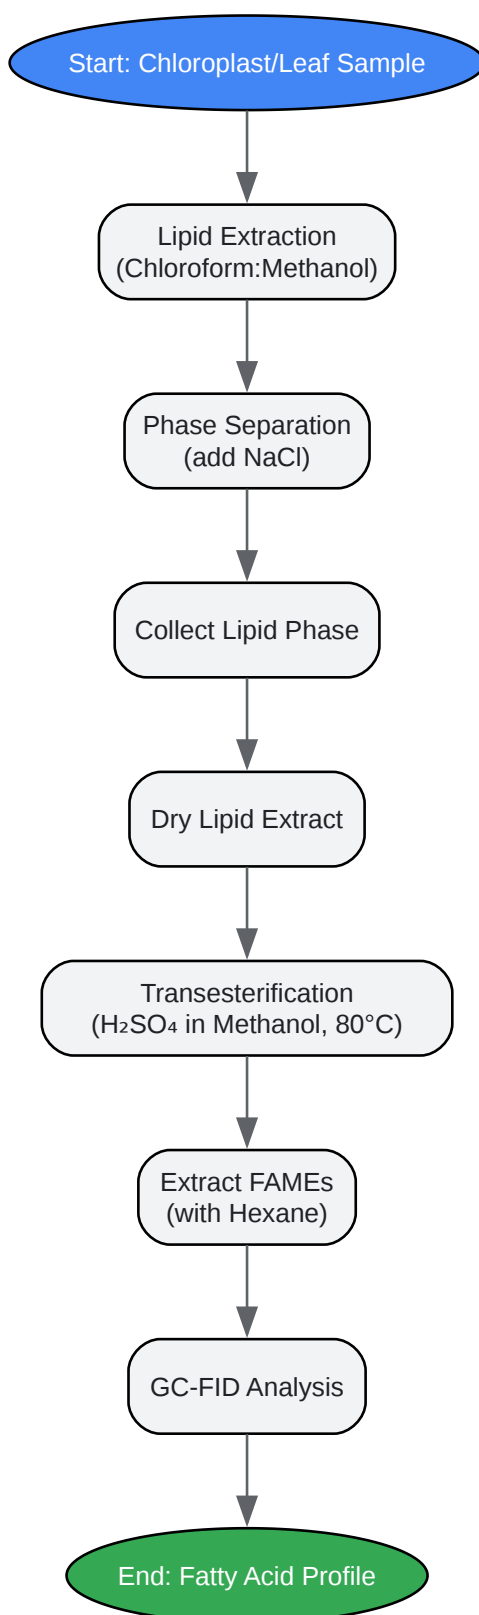 Start: Chloroplast/Leaf Sample
Lipid Extraction
(Chloroform:Methanol)
Phase Separation
(add NaCl)
Collect Lipid Phase
Dry Lipid Extract
Transesterification
(H₂SO₄ in Methanol, 80°C)
Extract FAMEs
(with Hexane)
GC-FID Analysis
End: Fatty Acid Profile